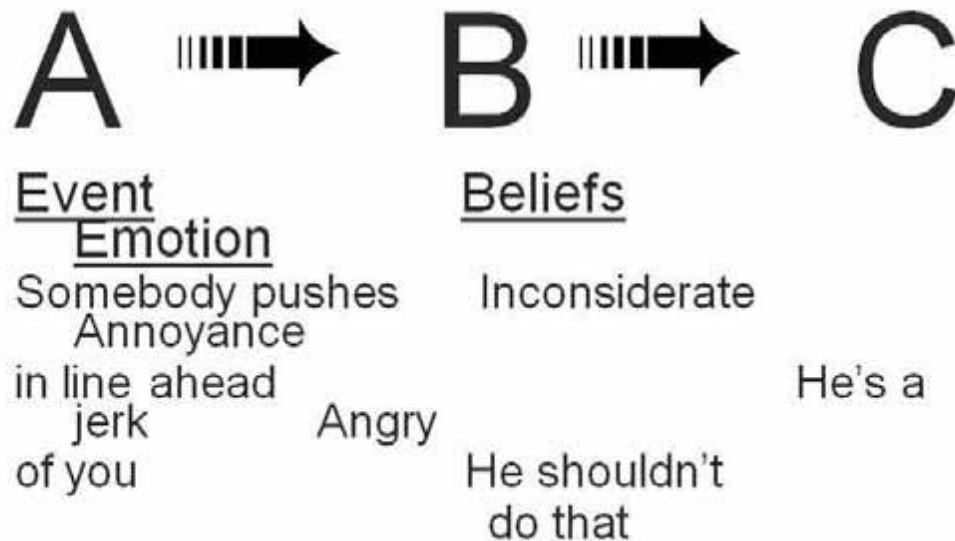 A B C
Event Beliefs
Emotion
Somebody pushes Inconsiderate
Annoyance
in line ahead He's a
jerk Angry
of you He shouldn't
do that